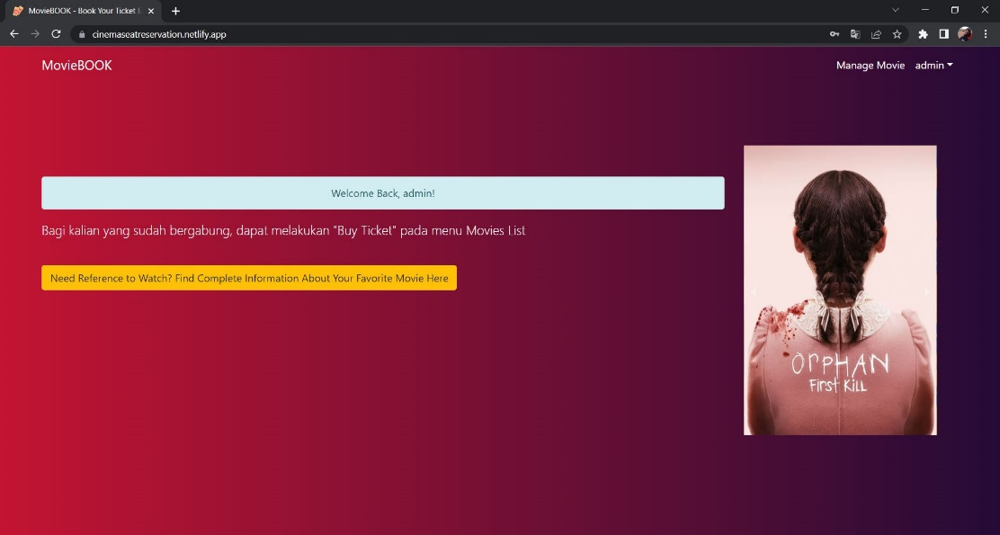 MovieBOOK - Book Your Ticket E
cinemaseatreservation.netlify.app
MovieBOOK
Manage Movie
admin
Welcome Back, admin!
Bagi kalian yang sudah bergabung, dapat melakukan "Buy Ticket" pada menu Movies List
Need Reference to Watch? Find Complete Information About Your Favorite Movie Here
OrPHAN
First KiLL